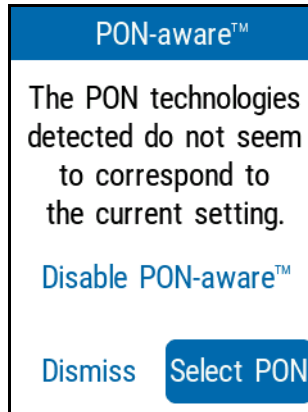 PON-aware™
The PON technologies
detected do not seem
to correspond to
the current setting.
Disable PON-aware™
Dismiss Select PON